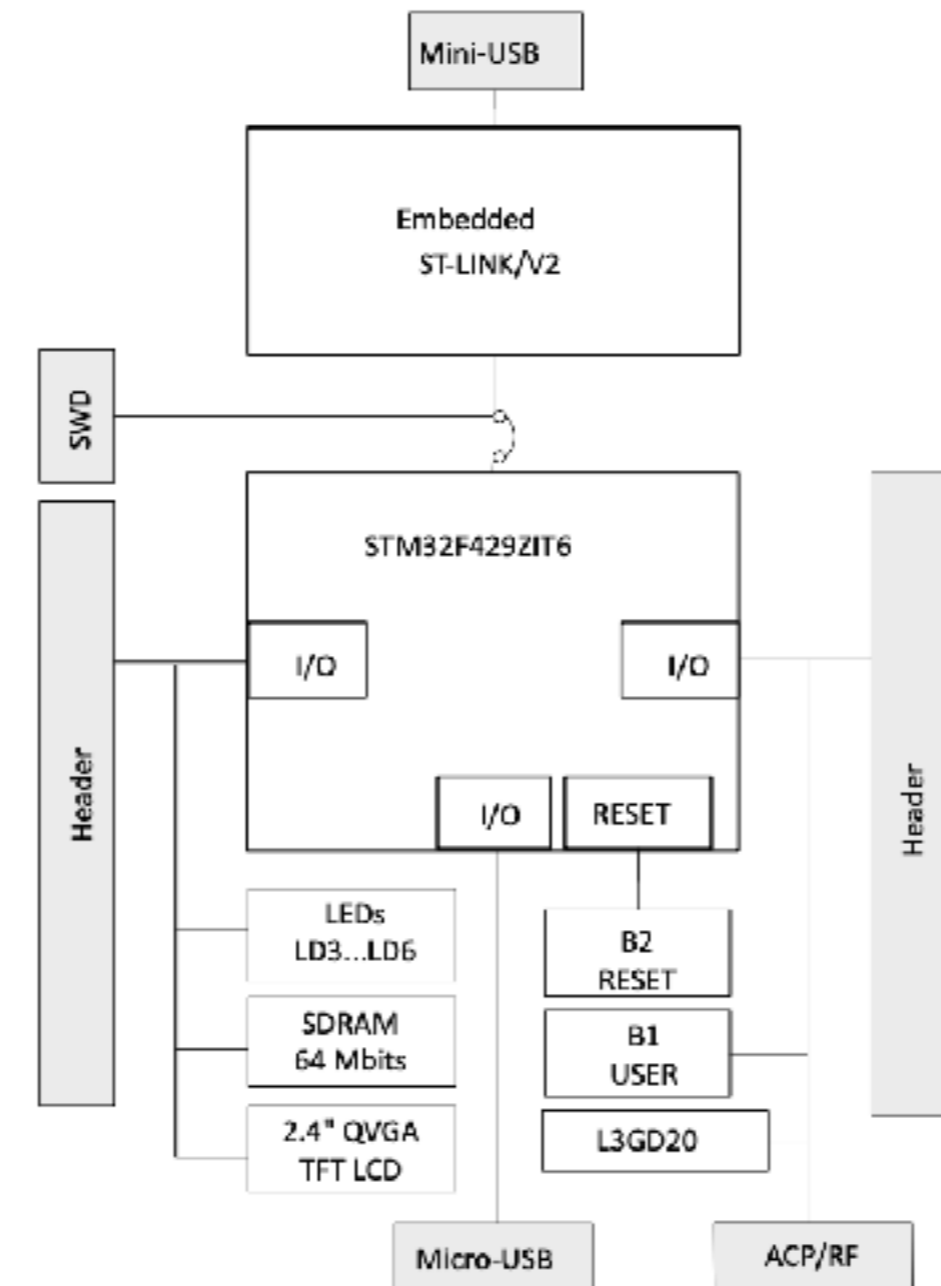 Mini-USB
Embedded
ST-LINK/V2
SWD
STM32F429ZIT6
I/O
I/O
Header
Header
I/O
RESET
LEDs
LD3...LD6
B2
RESET
SDRAM
64 Mbits
B1
USER
2.4" QVGA
TFT LCD
L3GD20
Micro-USB
ACP/RF